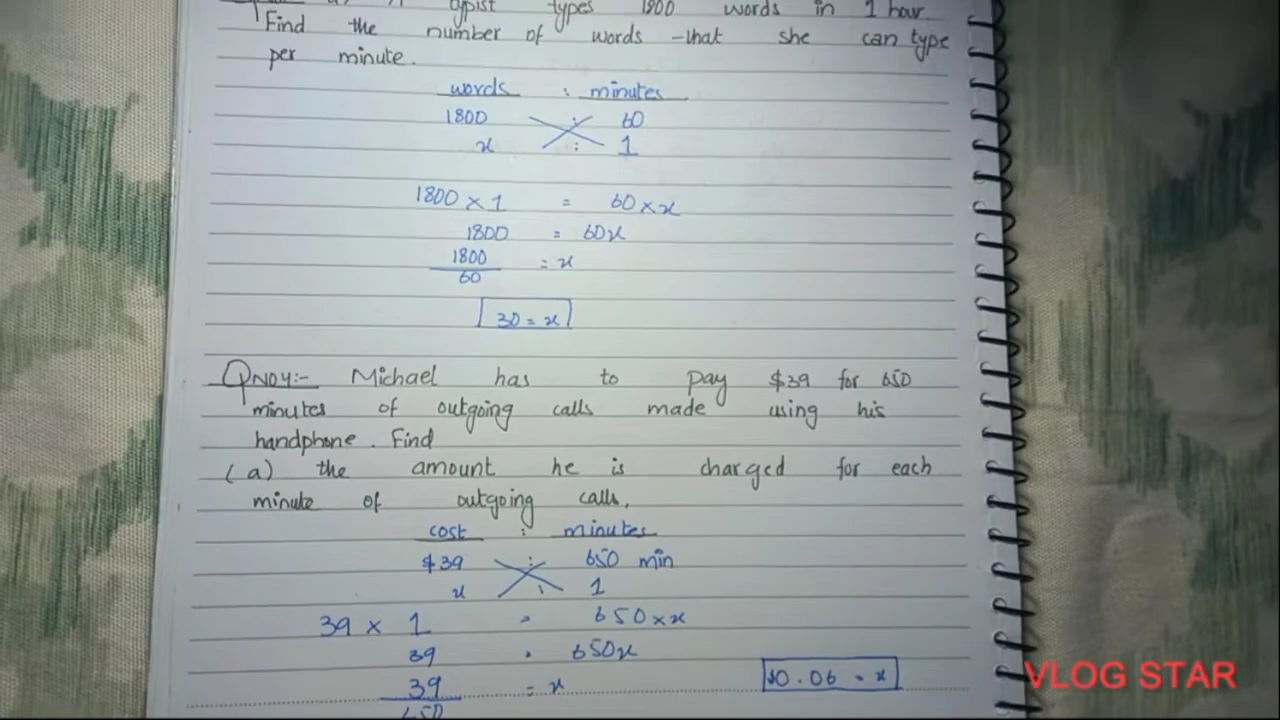 typist types 1800 words in 1 hour.
Find the number of words that she can type
per minute.
words : minutes
1800 : 60
x : 1
1800 × 1 = 60 × x
1800 = 60x
1800 = x
60
30 = x
QNO4:- Michael has to pay $39 for 650
minutes of outgoing calls made using his
handphone. Find
(a) the amount he is charged for each
minute of outgoing calls.
cost : minutes
$39 : 650 min
x : 1
39 × 1 = 650 × x
39 = 650x
39 = x
650
$0.06 = x
VLOG STAR